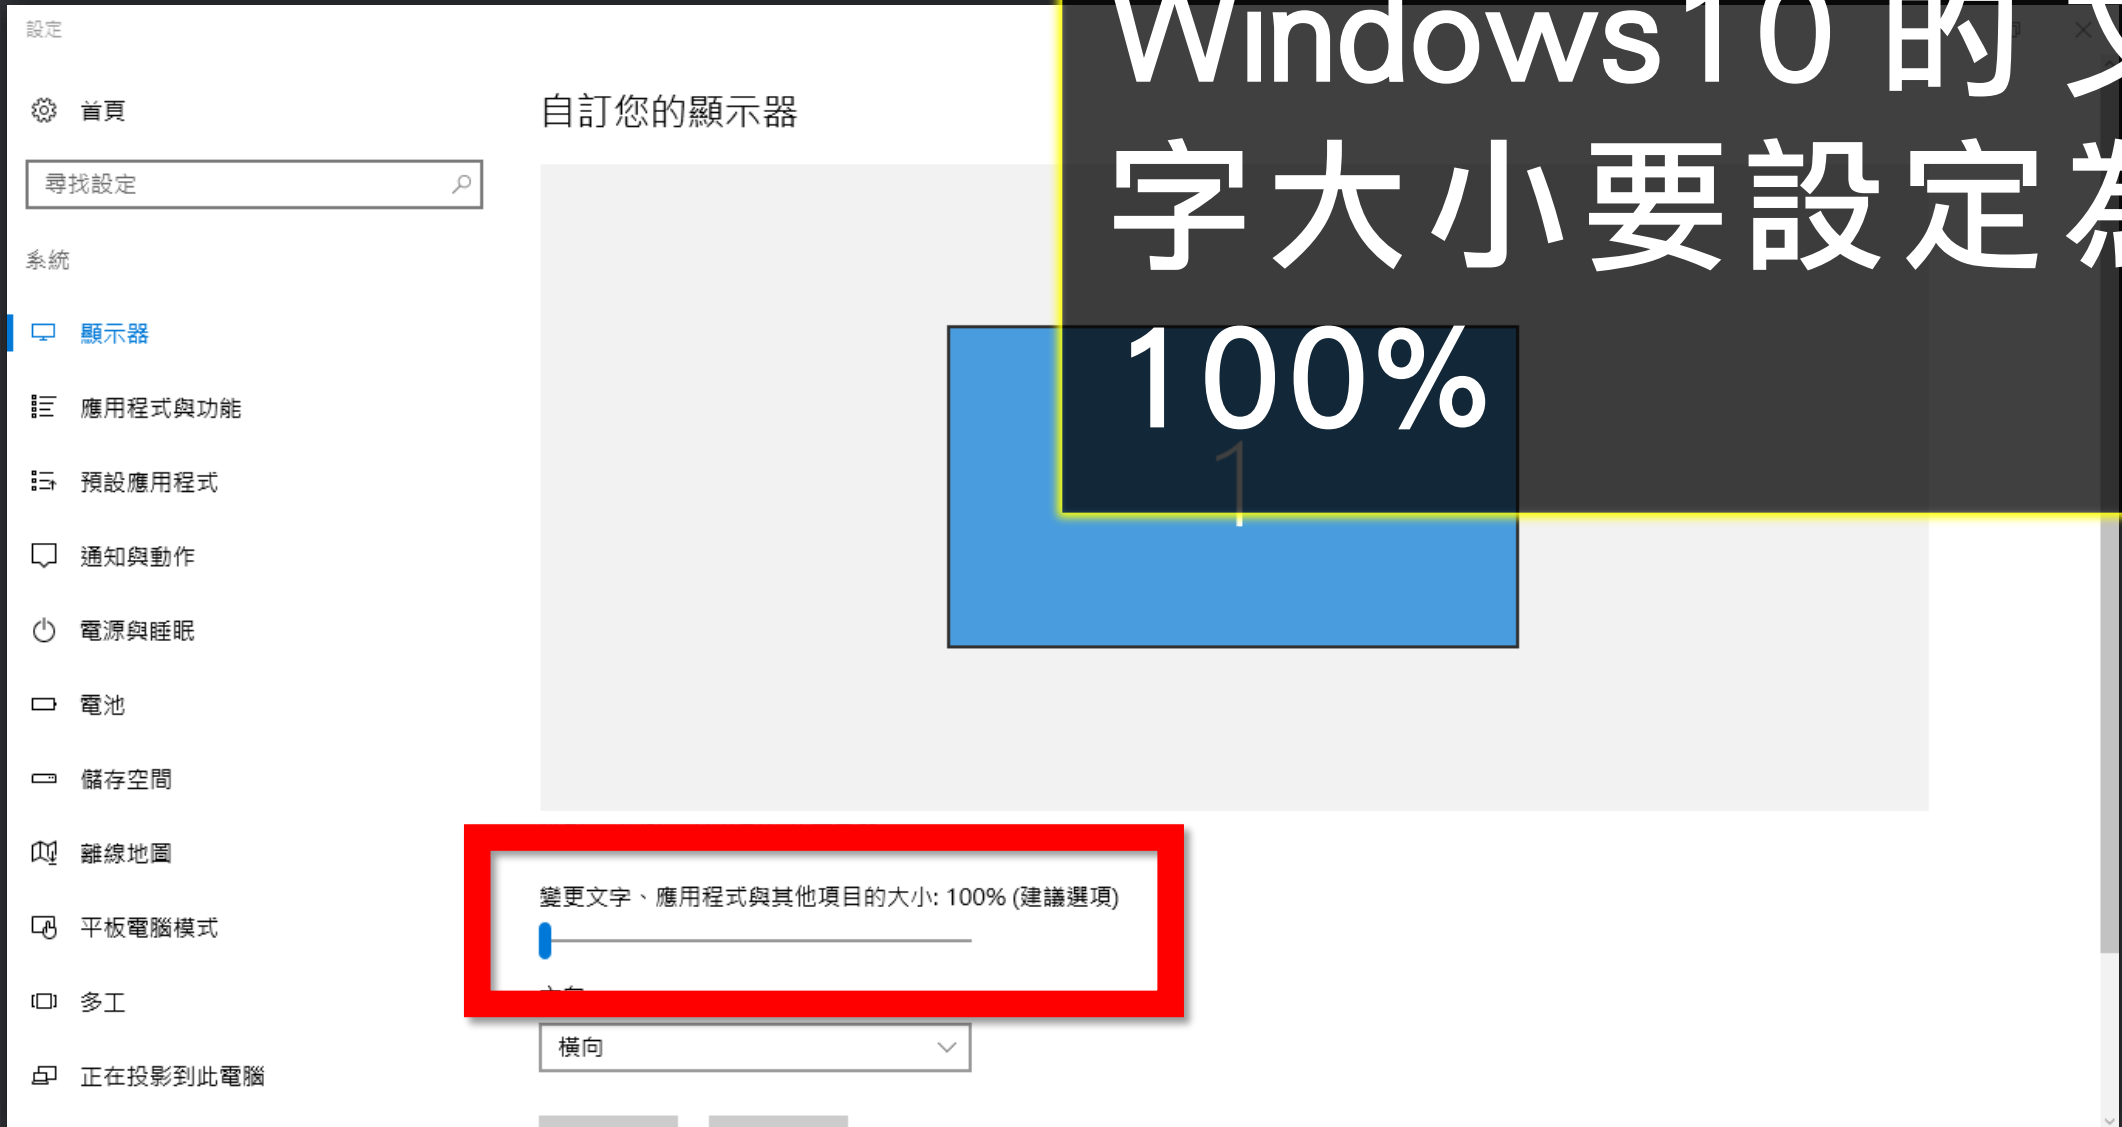 設定
Windows10 的 文
字大小要設定為
100%
首頁
自訂您的顯示器
尋找設定
系統
1
顯示器
應用程式與功能
預設應用程式
通知與動作
電源與睡眠
電池
儲存空間
離線地圖
平板電腦模式
多工
正在投影到此電腦
變更文字、應用程式與其他項目的大小: 100% (建議選項)
橫向